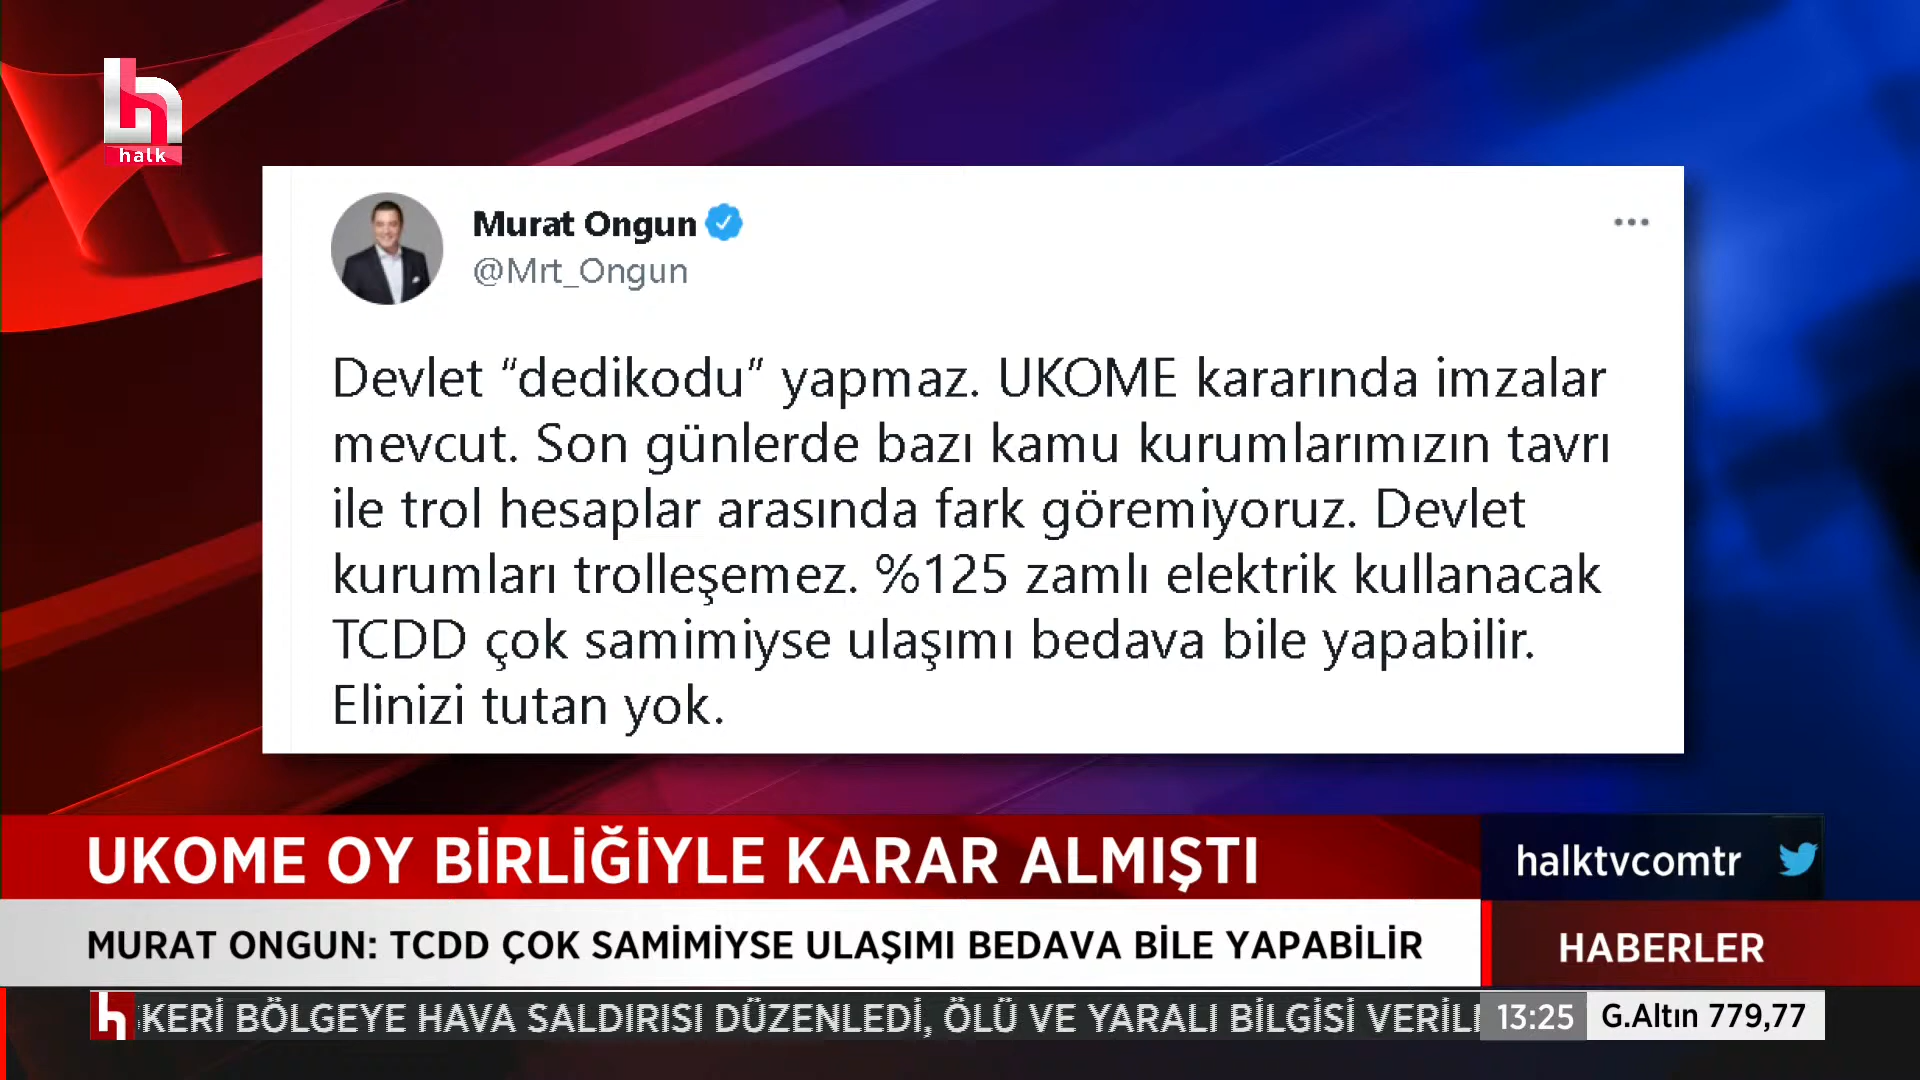 halk
Murat Ongun
@Mrt_Ongun
Devlet “dedikodu” yapmaz. UKOME kararında imzalar
mevcut. Son günlerde bazı kamu kurumlarımızın tavrı
ile trol hesaplar arasında fark göremiyoruz. Devlet
kurumları trolleşemez. %125 zamlı elektrik kullanacak
TCDD çok samimiyse ulaşımı bedava bile yapabilir.
Elinizi tutan yok.
UKOME OY BİRLİĞİYLE KARAR ALMIŞTI
halktvcomtr
MURAT ONGUN: TCDD ÇOK SAMİMİYSE ULAŞIMI BEDAVA BİLE YAPABİLİR
HABERLER
KERİ BÖLGEYE HAVA SALDIRISI DÜZENLEDİ, ÖLÜ VE YARALI BİLGİSİ VERİL
13:25
G.Altın 779,77